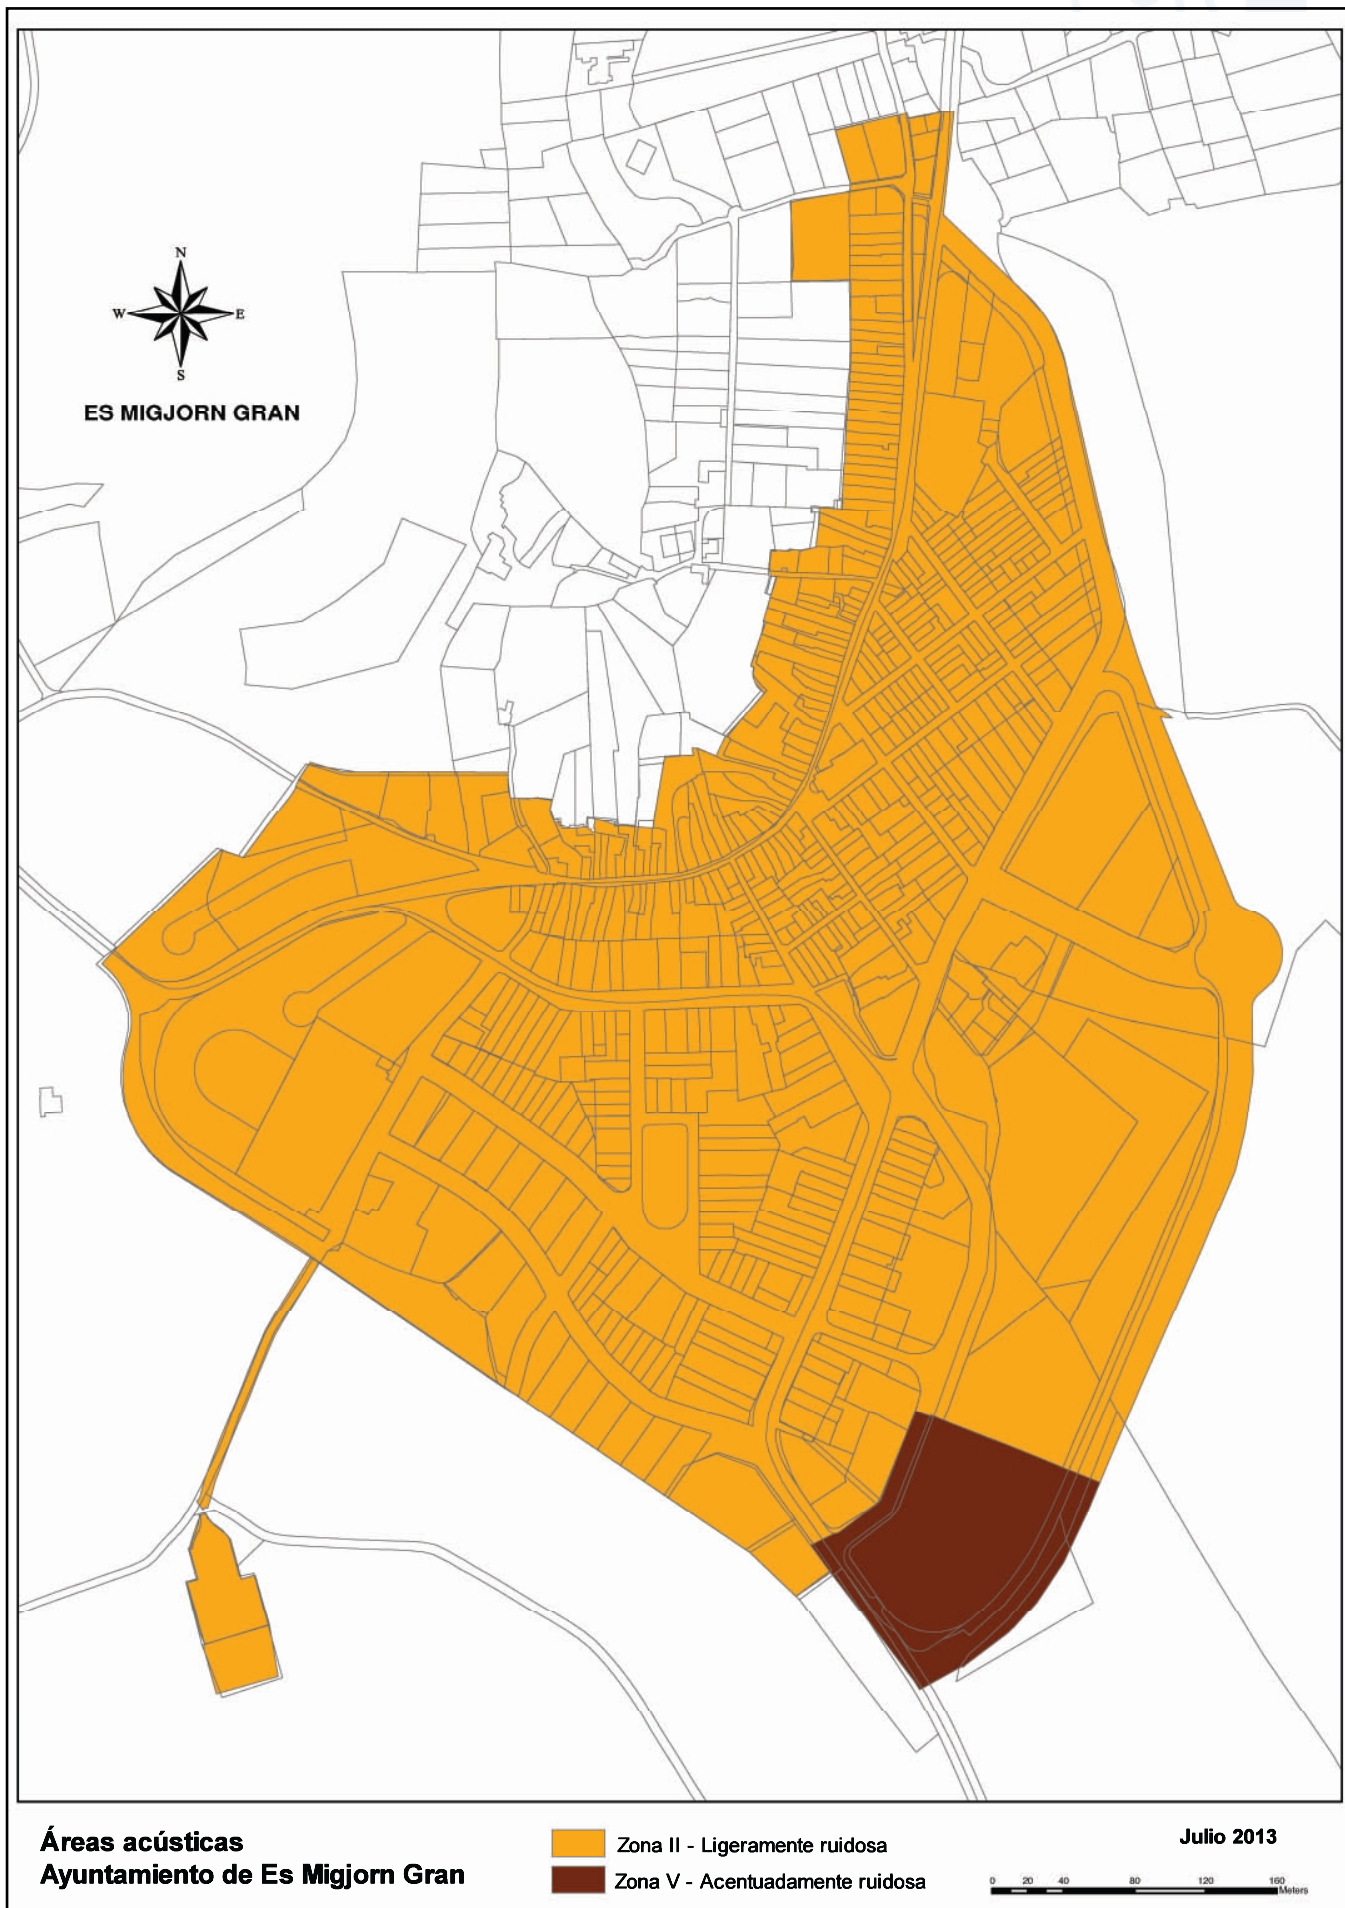 N
W E
S
ES MIGJORN GRAN
Áreas acústicas
Ayuntamiento de Es Migjorn Gran
Zona II - Ligeramente ruidosa
Zona V - Acentuadamente ruidosa
Julio 2013
0 20 40 80 120 160
Meters